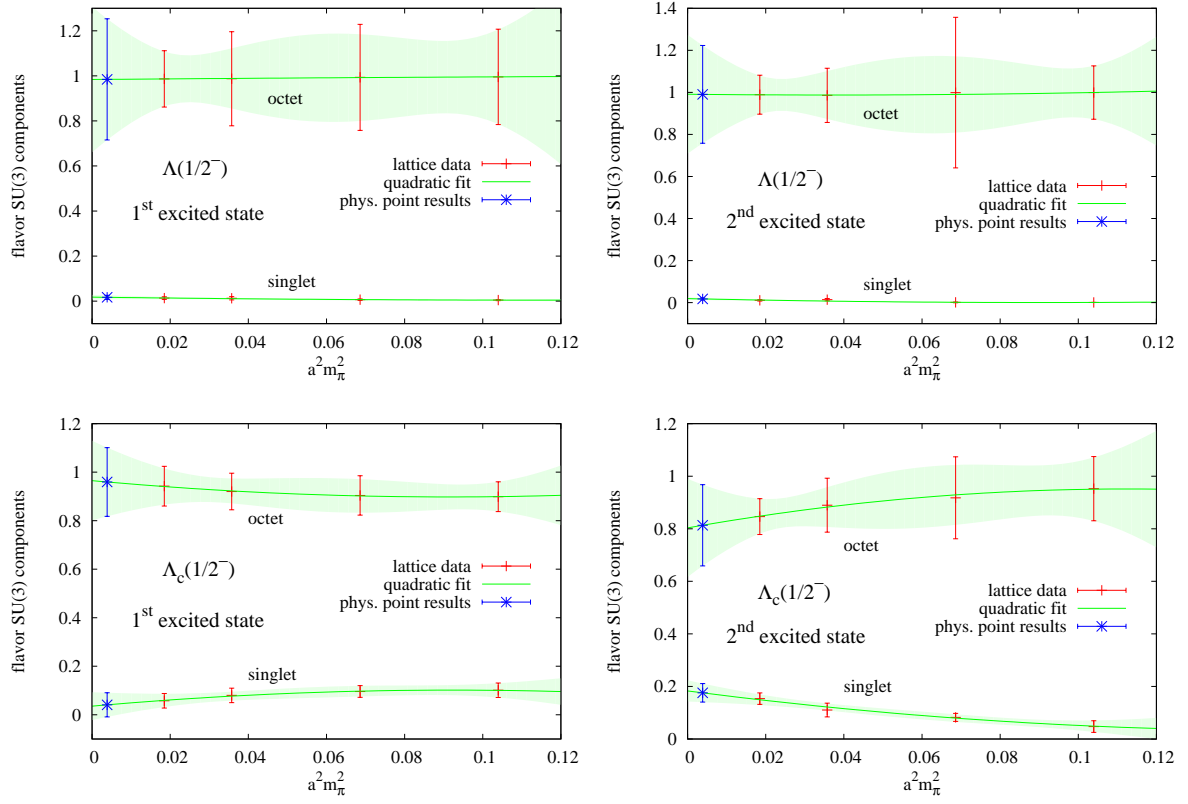 flavor SU(3) components
1.2
1
0.8
0.6
0.4
0.2
0
octet
Λ(1/2⁻)
1ˢᵗ excited state
lattice data
quadratic fit
phys. point results
singlet
0 0.02 0.04 0.06 0.08 0.1 0.12
a²m²π
flavor SU(3) components
1.4
1.2
1
0.8
0.6
0.4
0.2
0
octet
Λ(1/2⁻)
2ⁿᵈ excited state
lattice data
quadratic fit
phys. point results
singlet
0 0.02 0.04 0.06 0.08 0.1 0.12
a²m²π
flavor SU(3) components
1.2
1
0.8
0.6
0.4
0.2
0
octet
Λc(1/2⁻)
1ˢᵗ excited state
lattice data
quadratic fit
phys. point results
singlet
0 0.02 0.04 0.06 0.08 0.1 0.12
a²m²π
flavor SU(3) components
1.2
1
0.8
0.6
0.4
0.2
0
octet
Λc(1/2⁻)
2ⁿᵈ excited state
lattice data
quadratic fit
phys. point results
singlet
0 0.02 0.04 0.06 0.08 0.1 0.12
a²m²π